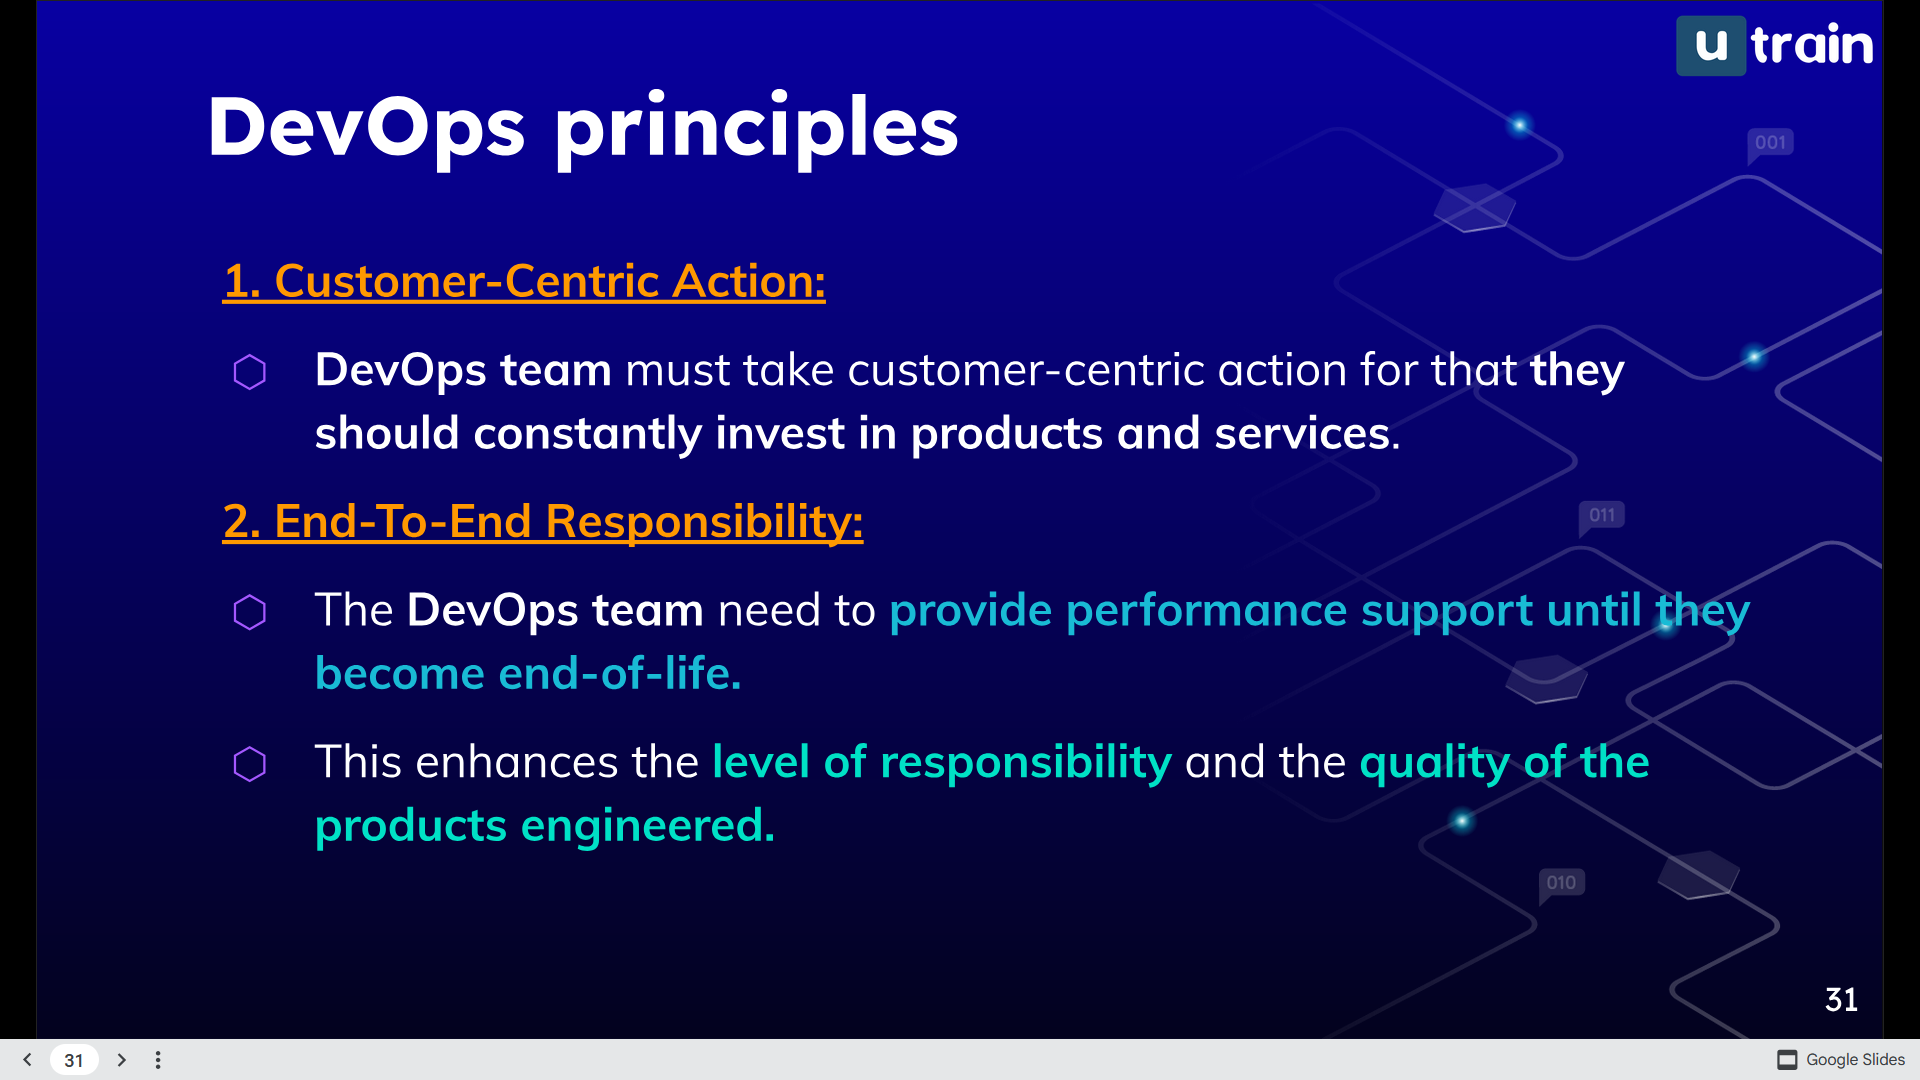 u train
DevOps principles
001
1. Customer-Centric Action:
DevOps team must take customer-centric action for that they
should constantly invest in products and services.
2. End-To-End Responsibility:
011
The DevOps team need to provide performance support until they
become end-of-life.
This enhances the level of responsibility and the quality of the
products engineered.
010
31
31
Google Slides